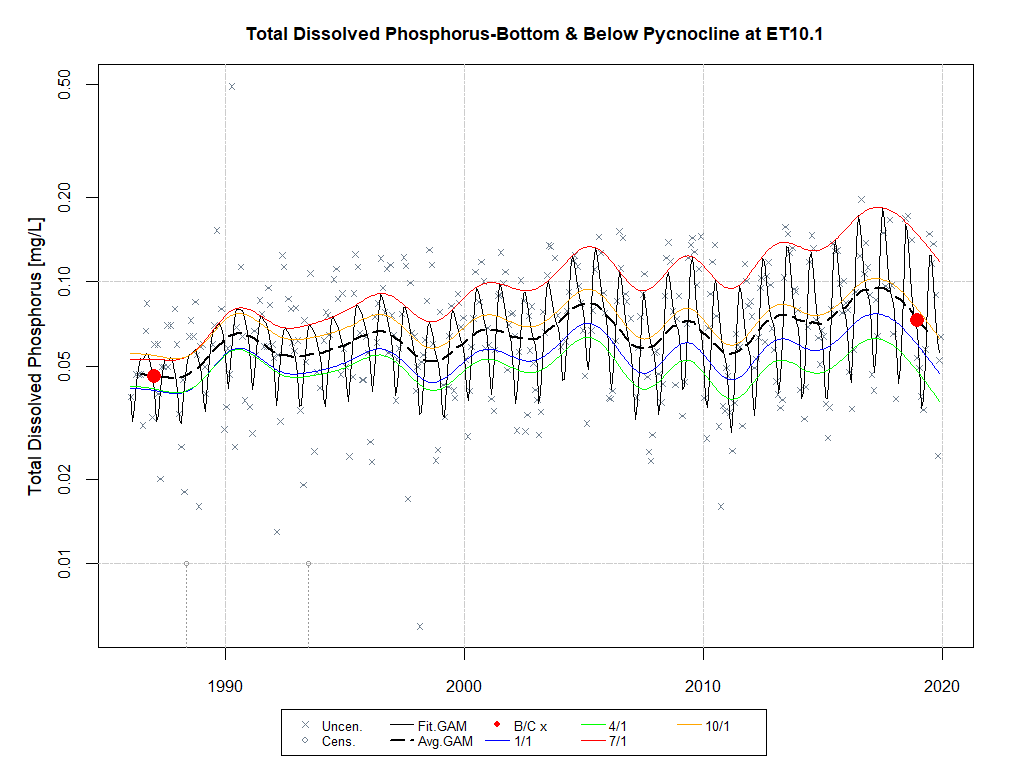 Total Dissolved Phosphorus-Bottom & Below Pycnocline at ET10.1
Total Dissolved Phosphorus [mg/L]
0.50
0.20
0.10
0.05
0.02
0.01
1990 2000 2010 2020
Uncen. Fit.GAM B/C x 4/1 10/1
Cens. Avg.GAM 1/1 7/1